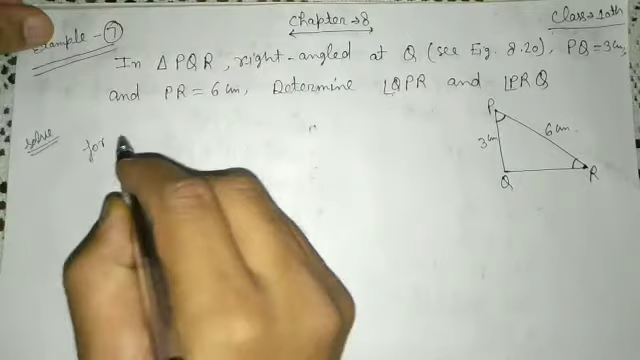 Chapter → 8
Class → 10th
Example - 7
In △PQR, right-angled at Q (see Fig. 8.20), PQ = 3cm,
and PR = 6 cm, Determine ∠QPR and ∠PRQ
solve
for
P
3cm
6cm
Q
R